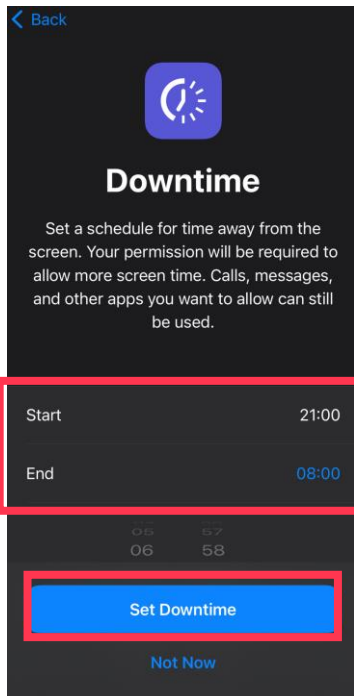 Back
Downtime
Set a schedule for time away from the
screen. Your permission will be required to
allow more screen time. Calls, messages,
and other apps you want to allow can still
be used.
Start 21:00
End 08:00
05 57
06 58
Set Downtime
Not Now